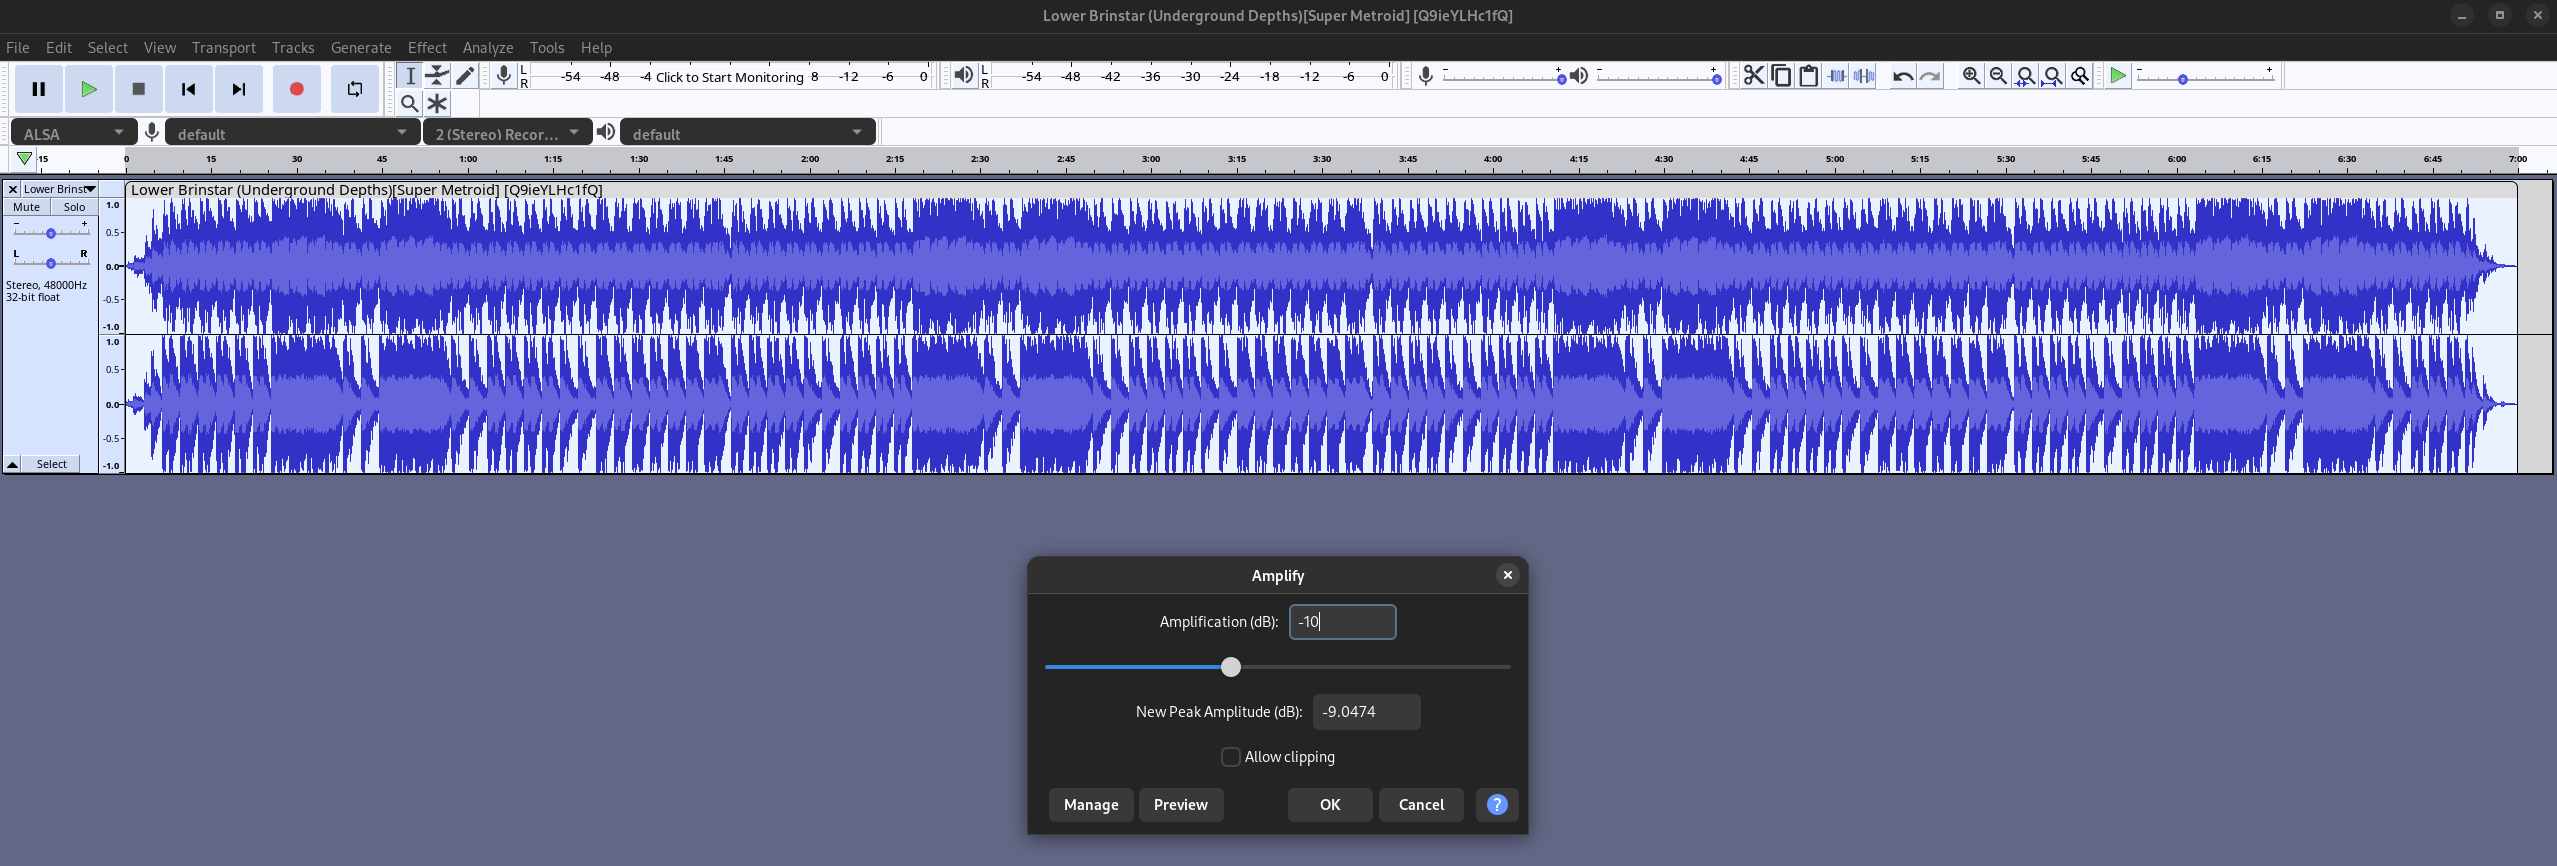 Lower Brinstar (Underground Depths)[Super Metroid] [Q9ieYLHc1fQ]
File Edit Select View Transport Tracks Generate Effect Analyze Tools Help
L R -54 -48 -4 Click to Start Monitoring 8 -12 -6 0 L R -54 -48 -42 -36 -30 -24 -18 -12 -6 0
ALSA default 2 (Stereo) Recor... default
-15 0 15 30 45 1:00 1:15 1:30 1:45 2:00 2:15 2:30 2:45 3:00 3:15 3:30 3:45 4:00 4:15 4:30 4:45 5:00 5:15 5:30 5:45 6:00 6:15 6:30 6:45 7:00
Lower Brinst Lower Brinstar (Underground Depths)[Super Metroid] [Q9ieYLHc1fQ]
Mute Solo 1.0
- + 0.5
L R 0.0
Stereo, 48000Hz
32-bit float -0.5
-1.0
1.0
0.5
0.0
-0.5
Select -1.0
Amplify
Amplification (dB): -10
New Peak Amplitude (dB): -9.0474
Allow clipping
Manage Preview OK Cancel ?